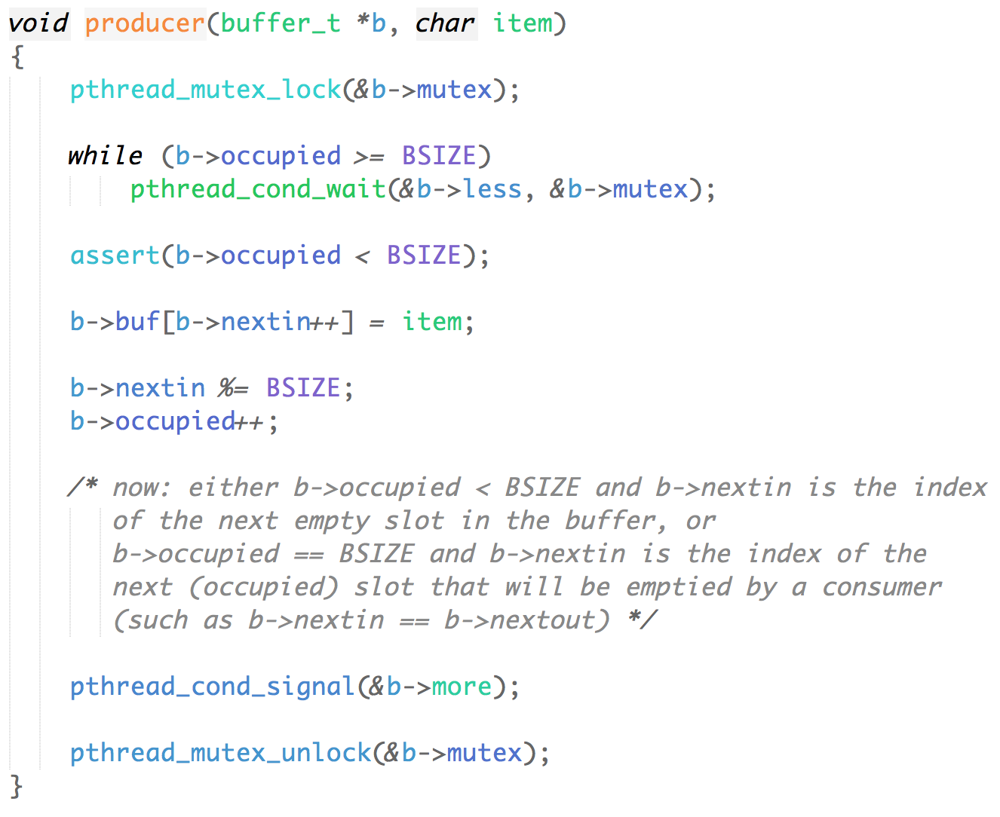 void producer(buffer_t *b, char item)
{
    pthread_mutex_lock(&b->mutex);

    while (b->occupied >= BSIZE)
        pthread_cond_wait(&b->less, &b->mutex);

    assert(b->occupied < BSIZE);

    b->buf[b->nextin++] = item;

    b->nextin %= BSIZE;
    b->occupied++;

    /* now: either b->occupied < BSIZE and b->nextin is the index
       of the next empty slot in the buffer, or
       b->occupied == BSIZE and b->nextin is the index of the
       next (occupied) slot that will be emptied by a consumer
       (such as b->nextin == b->nextout) */

    pthread_cond_signal(&b->more);

    pthread_mutex_unlock(&b->mutex);
}